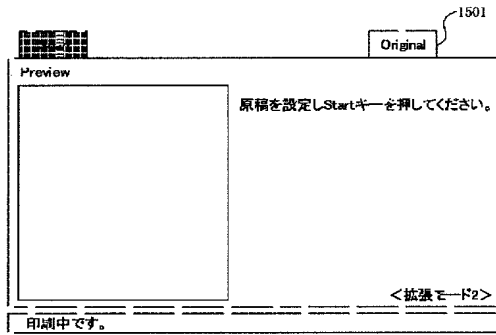 1501
Original
Preview
原稿を設定しStartキーを押してください。
<拡張モード2>
印刷中です。